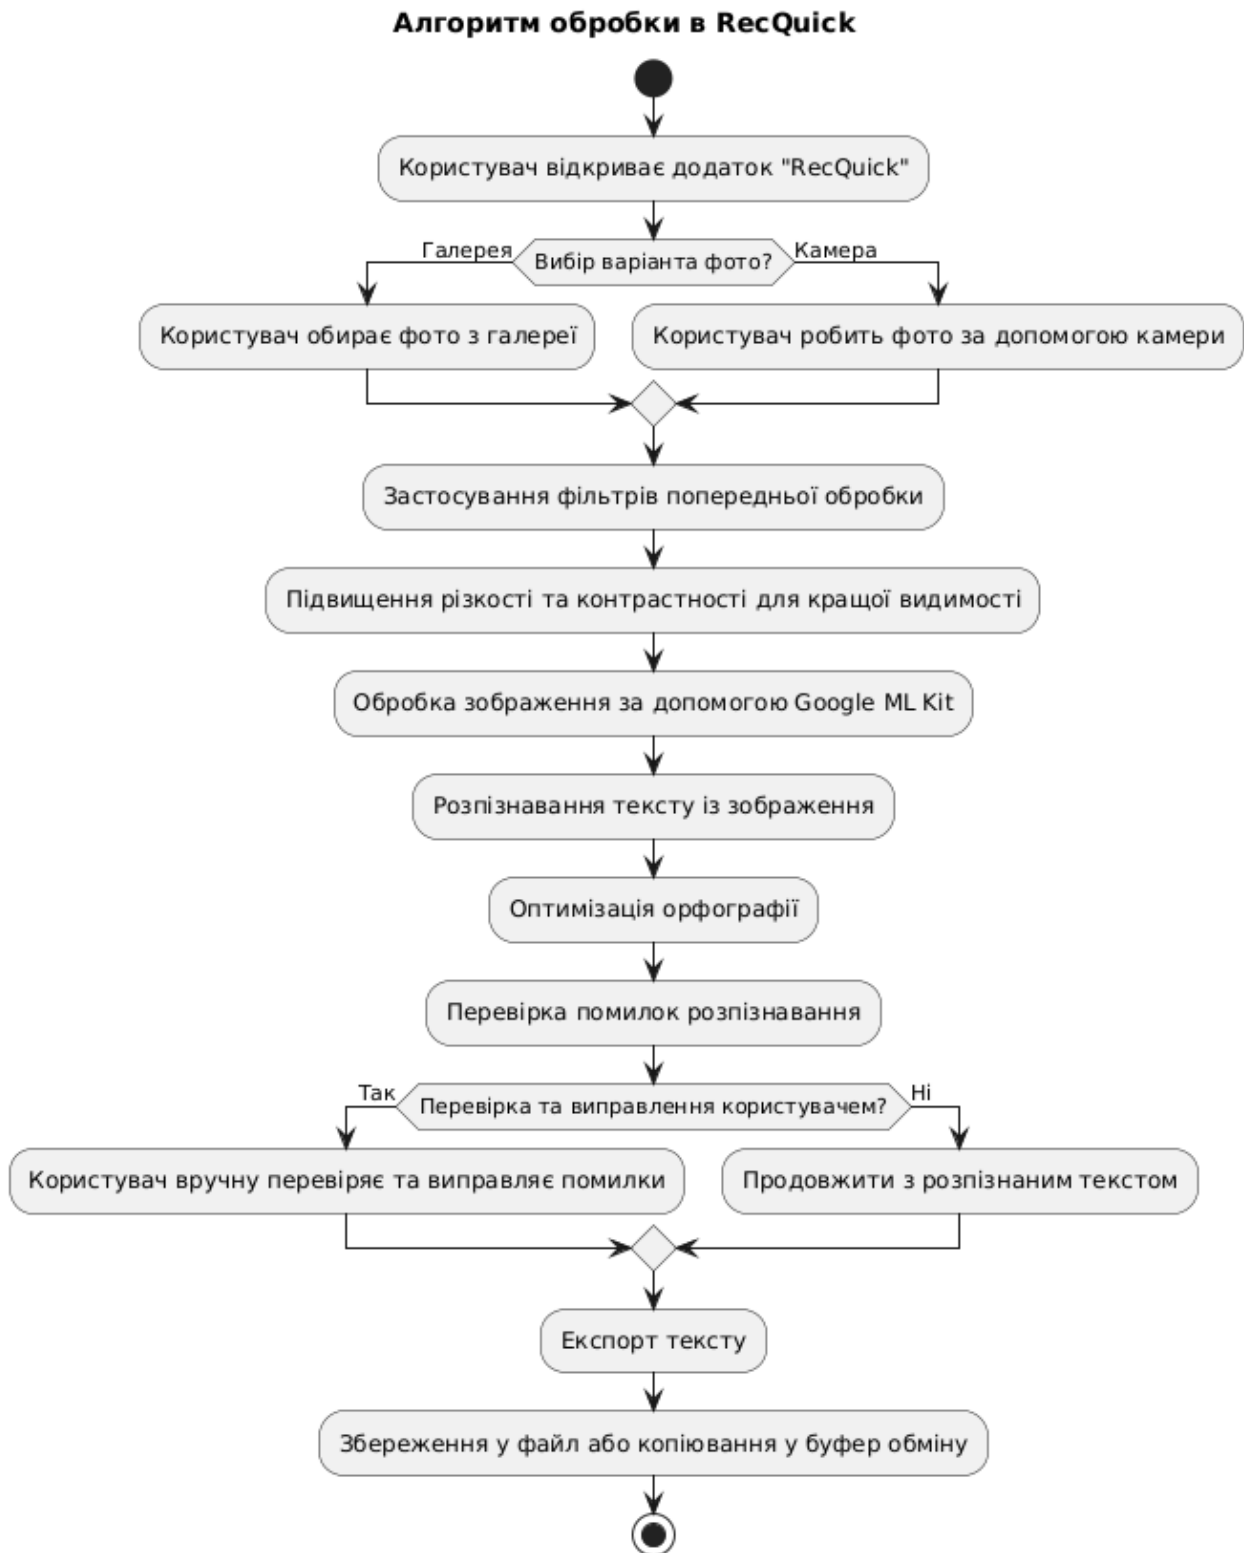 Алгоритм обробки в RecQuick
Користувач відкриває додаток "RecQuick"
Галерея
Вибір варіанта фото?
Камера
Користувач обирає фото з галереї
Користувач робить фото за допомогою камери
Застосування фільтрів попередньої обробки
Підвищення різкості та контрастності для кращої видимості
Обробка зображення за допомогою Google ML Kit
Розпізнавання тексту із зображення
Оптимізація орфографії
Перевірка помилок розпізнавання
Так
Перевірка та виправлення користувачем?
Ні
Користувач вручну перевіряє та виправляє помилки
Продовжити з розпізнаним текстом
Експорт тексту
Збереження у файл або копіювання у буфер обміну